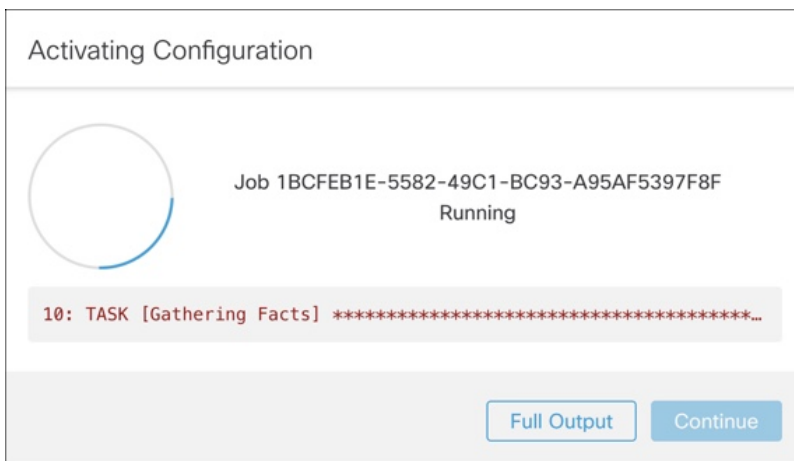 Activating Configuration
Job 1BCFEB1E-5582-49C1-BC93-A95AF5397F8F
Running
10: TASK [Gathering Facts] ***************************************…
Full Output
Continue